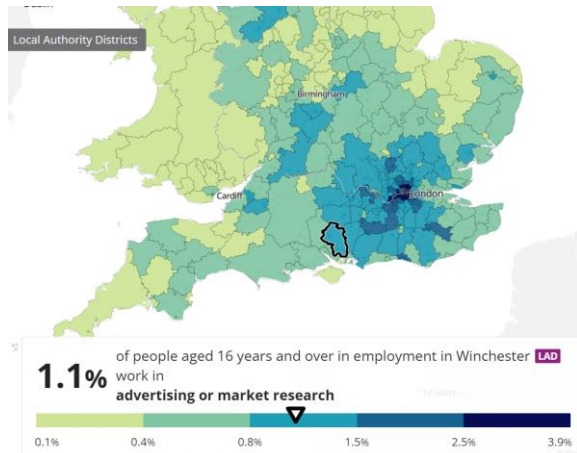 Local Authority Districts
Birmingham
Cardiff
London
1.1%
of people aged 16 years and over in employment in Winchester LAD
work in
advertising or market research
Le Havre
0.1%
0.4%
0.8%
1.5%
2.5%
3.9%